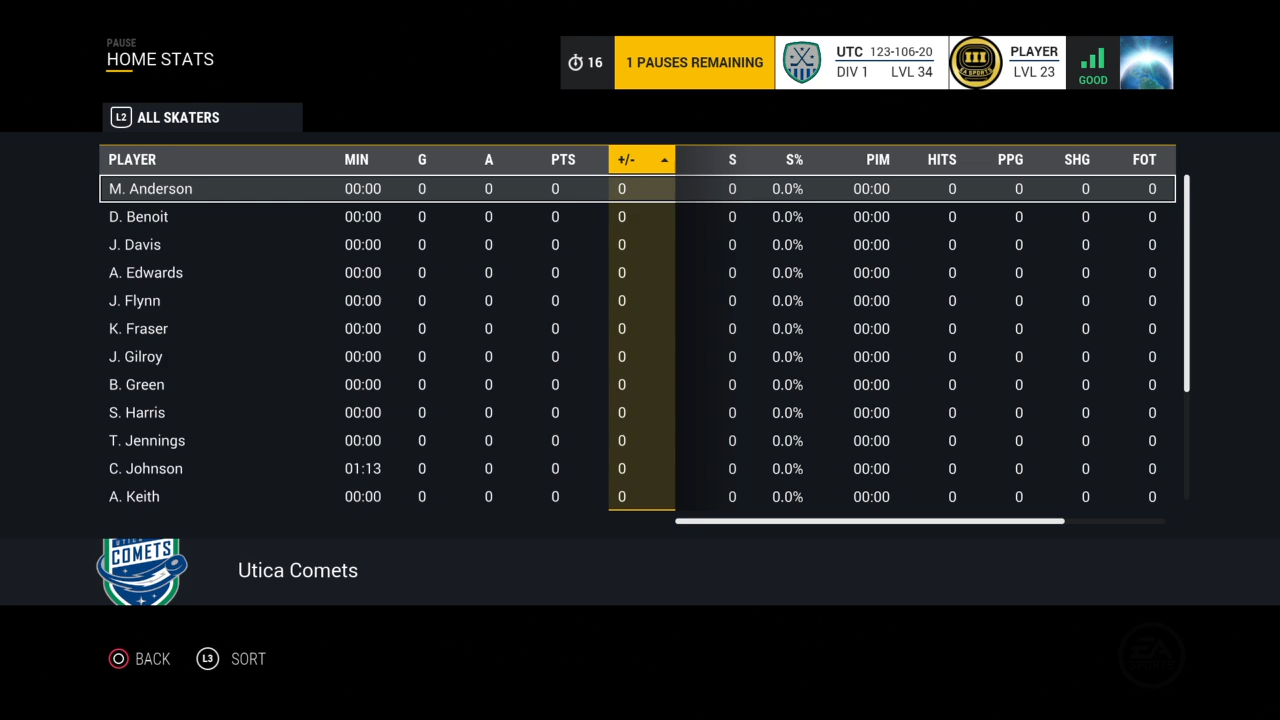 PAUSE
HOME STATS
16
1 PAUSES REMAINING
UTC 123-106-20
DIV 1 LVL 34
III
EA SPORTS
PLAYER
LVL 23
GOOD
L2 ALL SKATERS
PLAYER MIN G A PTS +/- S S% PIM HITS PPG SHG FOT
M. Anderson 00:00 0 0 0 0 0 0.0% 00:00 0 0 0 0
D. Benoit 00:00 0 0 0 0 0 0.0% 00:00 0 0 0 0
J. Davis 00:00 0 0 0 0 0 0.0% 00:00 0 0 0 0
A. Edwards 00:00 0 0 0 0 0 0.0% 00:00 0 0 0 0
J. Flynn 00:00 0 0 0 0 0 0.0% 00:00 0 0 0 0
K. Fraser 00:00 0 0 0 0 0 0.0% 00:00 0 0 0 0
J. Gilroy 00:00 0 0 0 0 0 0.0% 00:00 0 0 0 0
B. Green 00:00 0 0 0 0 0 0.0% 00:00 0 0 0 0
S. Harris 00:00 0 0 0 0 0 0.0% 00:00 0 0 0 0
T. Jennings 00:00 0 0 0 0 0 0.0% 00:00 0 0 0 0
C. Johnson 01:13 0 0 0 0 0 0.0% 00:00 0 0 0 0
A. Keith 00:00 0 0 0 0 0 0.0% 00:00 0 0 0 0
UTICA
COMETS
Utica Comets
BACK L3 SORT
EA
SPORTS